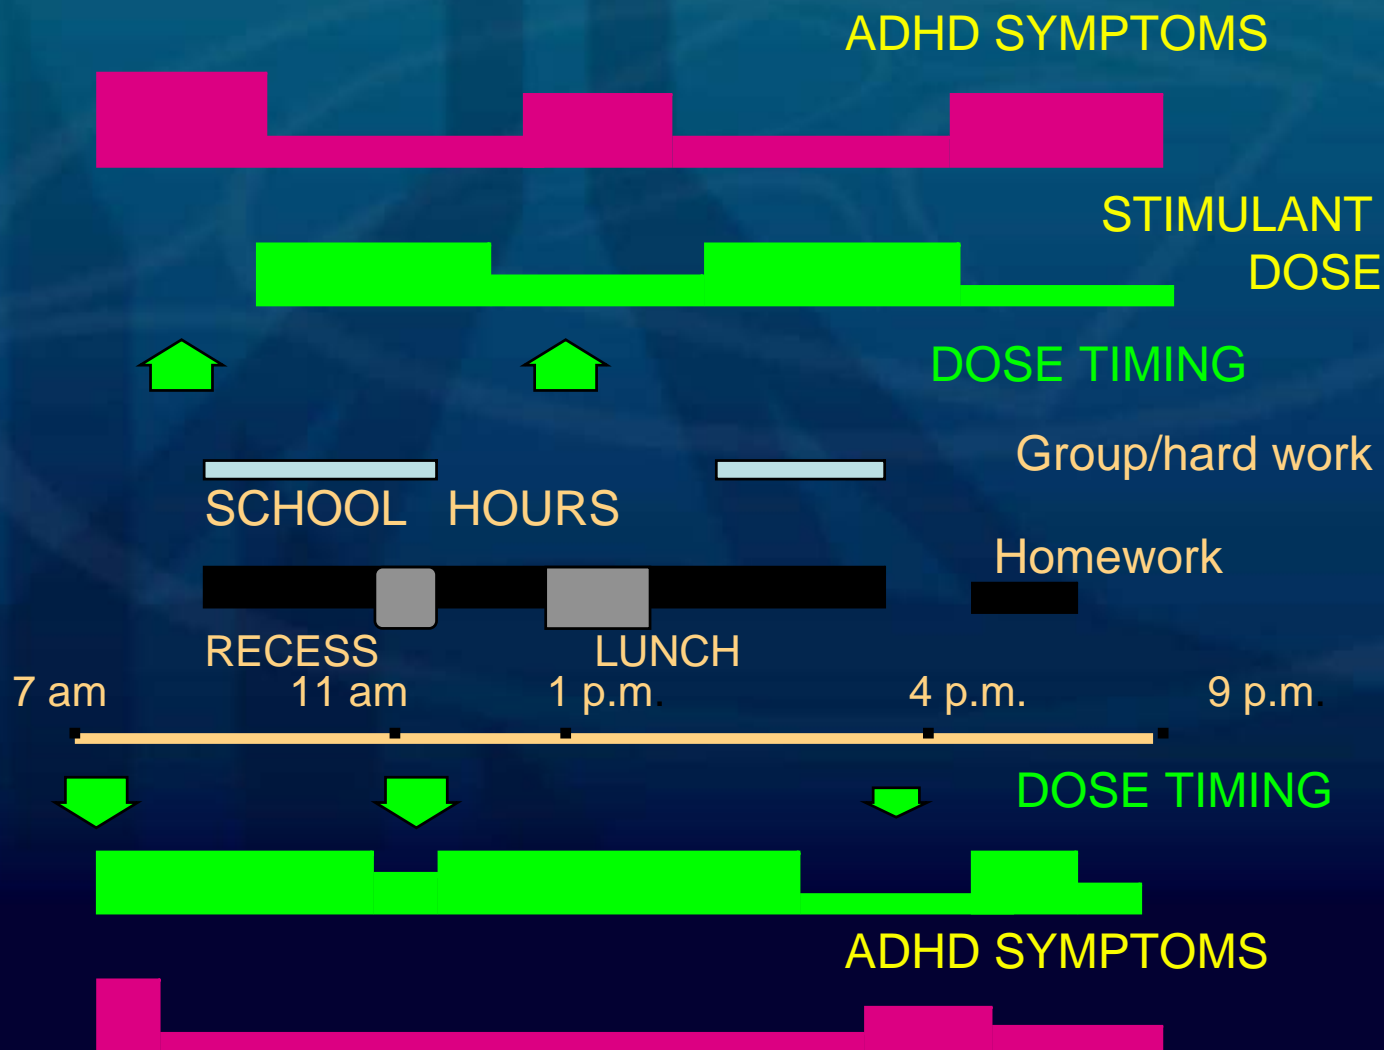 ADHD SYMPTOMS
STIMULANT
DOSE
DOSE TIMING
Group/hard work
SCHOOL HOURS
Homework
RECESS LUNCH
7 am 11 am 1 p.m. 4 p.m. 9 p.m.
DOSE TIMING
ADHD SYMPTOMS